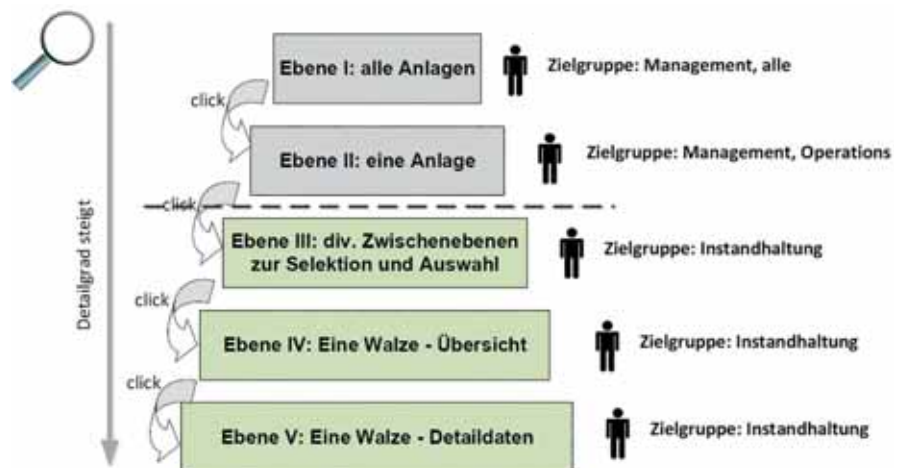 Ebene I: alle Anlagen
Zielgruppe: Management, alle
click
Ebene II: eine Anlage
Zielgruppe: Management, Operations
click
Ebene III: div. Zwischenebenen
zur Selektion und Auswahl
Zielgruppe: Instandhaltung
click
Ebene IV: Eine Walze - Übersicht
Zielgruppe: Instandhaltung
click
Ebene V: Eine Walze - Detaildaten
Zielgruppe: Instandhaltung
Detailgrad steigt